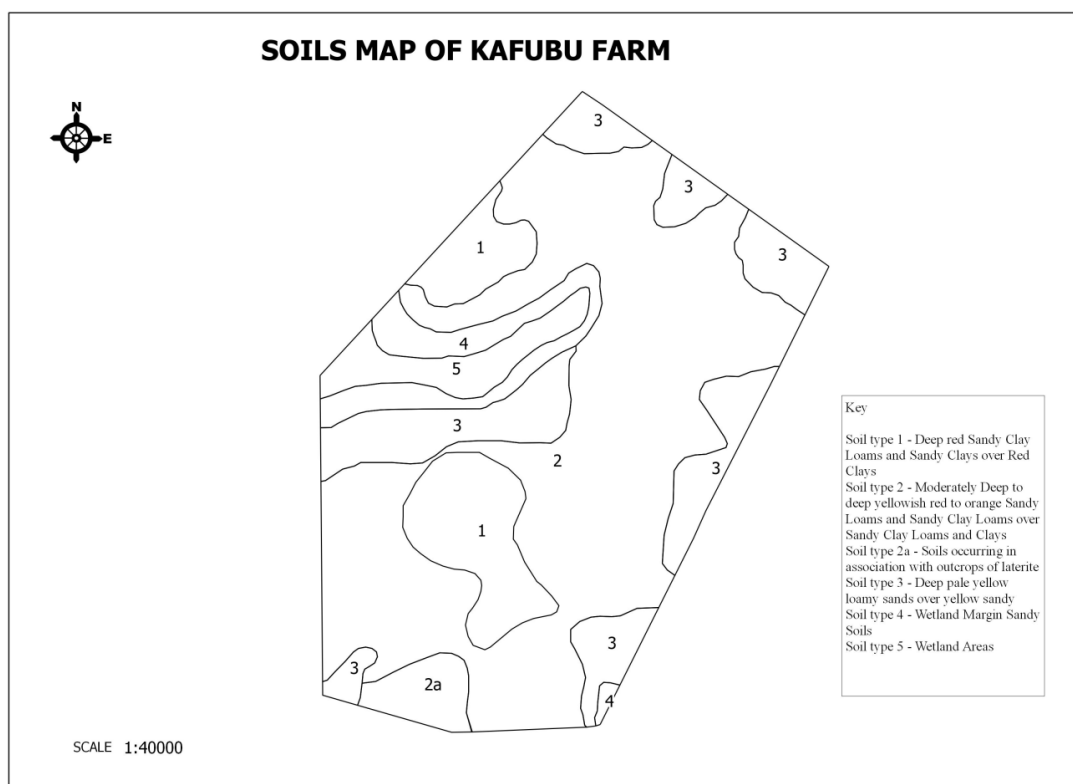 SOILS MAP OF KAFUBU FARM
N
E
3
3
3
1
4
5
3
2
3
1
3
3
2a
4
Key
Soil type 1 - Deep red Sandy Clay
Loams and Sandy Clays over Red
Clays
Soil type 2 - Moderately Deep to
deep yellowish red to orange Sandy
Loams and Sandy Clay Loams over
Sandy Clay Loams and Clays
Soil type 2a - Soils occurring in
association with outcrops of laterite
Soil type 3 - Deep pale yellow
loamy sands over yellow sandy
Soil type 4 - Wetland Margin Sandy
Soils
Soil type 5 - Wetland Areas
SCALE 1:40000